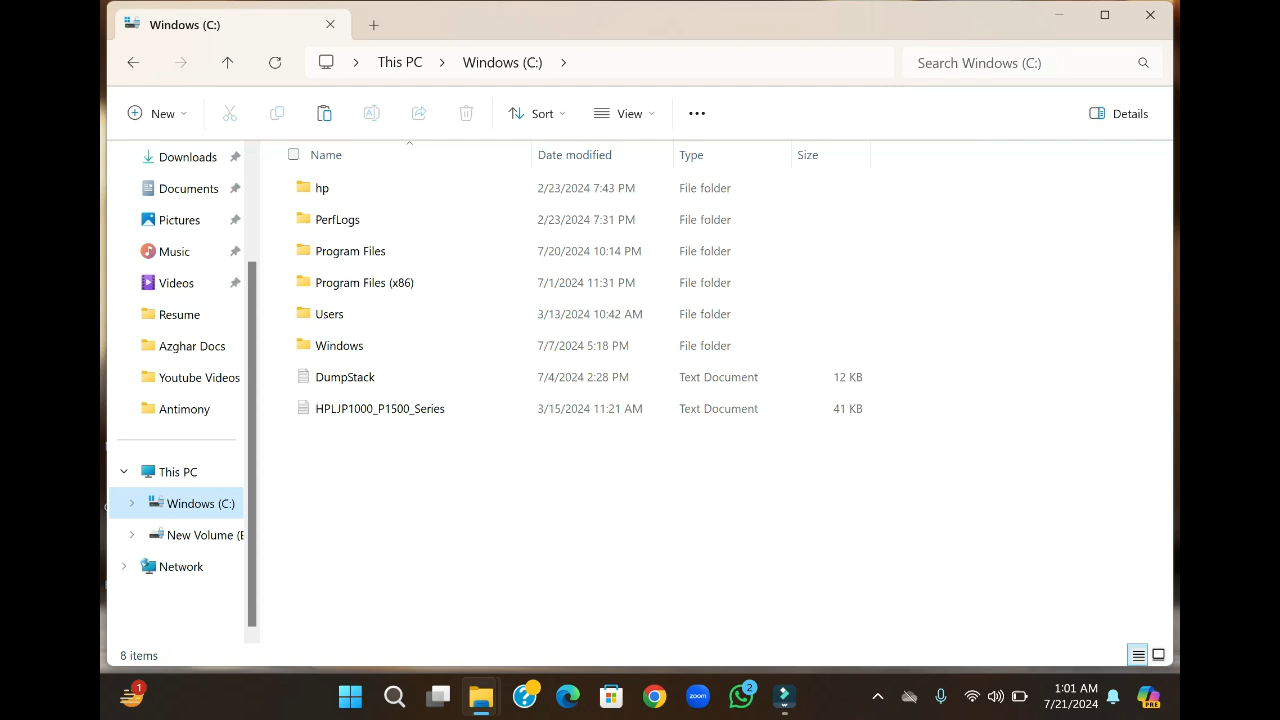 Windows (C:)
This PC
Windows (C:)
Search Windows (C:)
New
Sort
View
Details
Name
Date modified
Type
Size
Downloads
Documents
Pictures
Music
Videos
Resume
Azghar Docs
Youtube Videos
Antimony
This PC
Windows (C:)
New Volume (E
Network
hp 2/23/2024 7:43 PM File folder
PerfLogs 2/23/2024 7:31 PM File folder
Program Files 7/20/2024 10:14 PM File folder
Program Files (x86) 7/1/2024 11:31 PM File folder
Users 3/13/2024 10:42 AM File folder
Windows 7/7/2024 5:18 PM File folder
DumpStack 7/4/2024 2:28 PM Text Document 12 KB
HPLJP1000_P1500_Series 3/15/2024 11:21 AM Text Document 41 KB
8 items
1
zoom
2
1:01 AM
7/21/2024
PRE